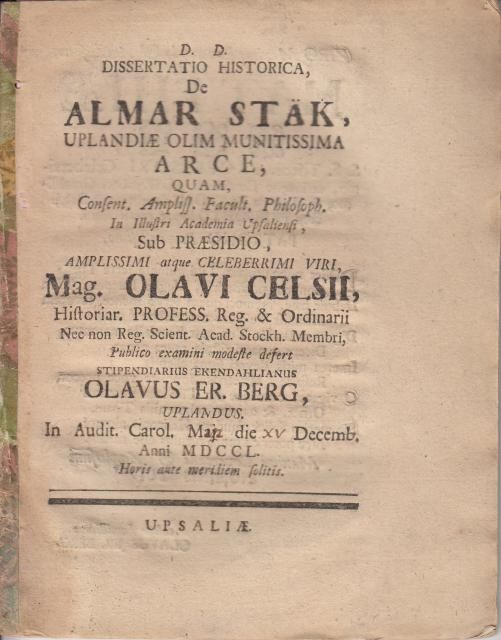 D. D.
DISSERTATIO HISTORICA,
De
ALMAR STÄK,
UPLANDIÆ OLIM MUNITISSIMA
ARCE,
QUAM,
Conſent. Ampliſſ. Facult. Philoſoph.
In Illuſtri Academia Upſalienſi,
Sub PRÆSIDIO,
AMPLISSIMI atque CELEBERRIMI VIRI,
Mag. OLAVI CELSII,
Hiſtoriar. PROFESS. Reg. & Ordinarii
Nec non Reg. Scient. Acad. Stockh. Membri,
Publico examini modeſte defert
STIPENDIARIUS EKENDAHLIANUS
OLAVUS ER. BERG,
UPLANDUS.
In Audit. Carol. die XV Decemb.
Anni MDCCL.
Horis ante meridiem ſolitis.
UPSALIÆ